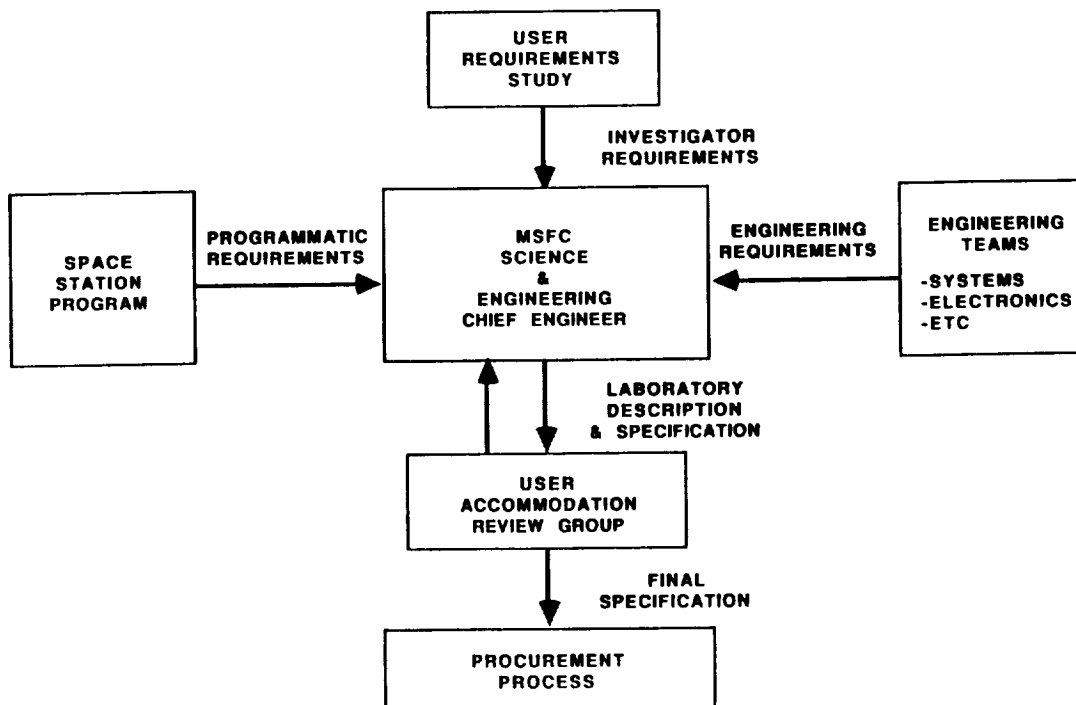 USER
REQUIREMENTS
STUDY
INVESTIGATOR
REQUIREMENTS
SPACE
STATION
PROGRAM
PROGRAMMATIC
REQUIREMENTS
MSFC
SCIENCE
&
ENGINEERING
CHIEF ENGINEER
ENGINEERING
REQUIREMENTS
ENGINEERING
TEAMS
-SYSTEMS
-ELECTRONICS
-ETC
LABORATORY
DESCRIPTION
& SPECIFICATION
USER
ACCOMMODATION
REVIEW GROUP
FINAL
SPECIFICATION
PROCUREMENT
PROCESS